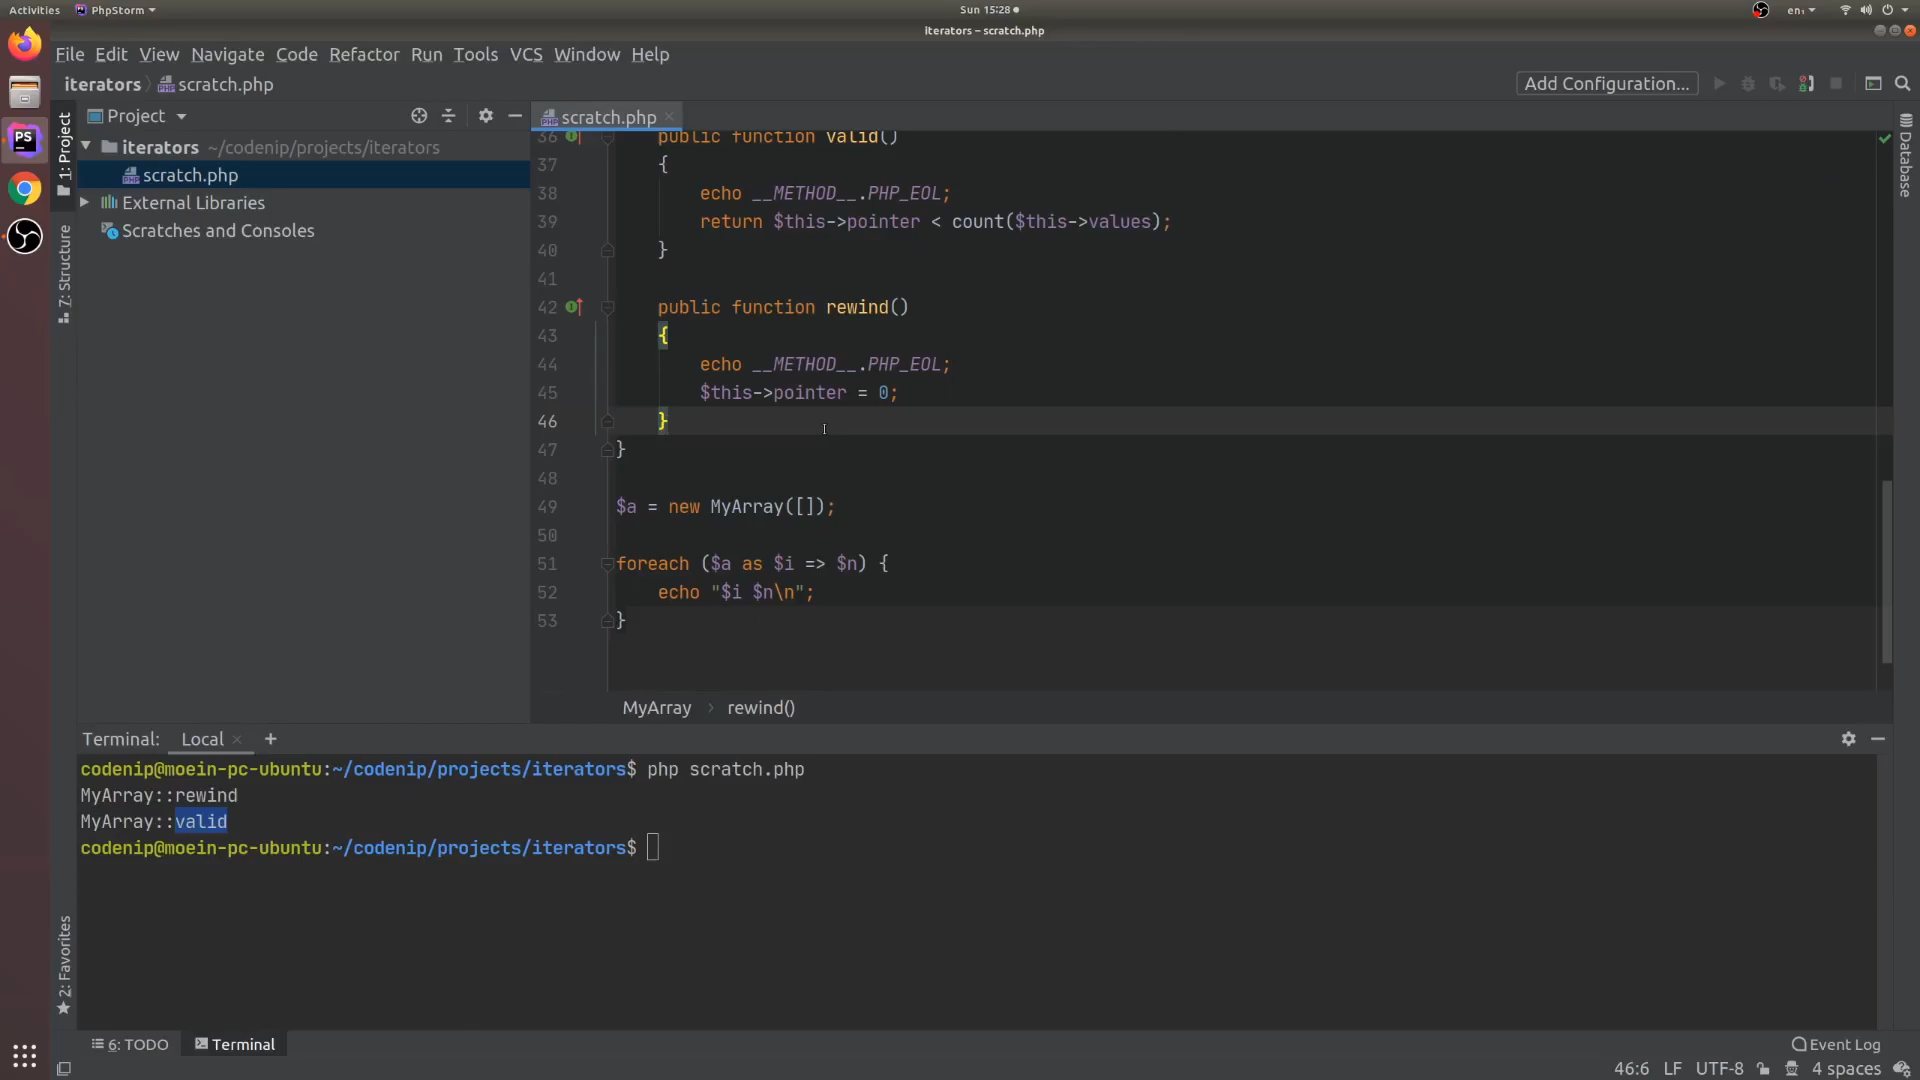 Activities
PhpStorm
Sun 15:28
en₁
iterators – scratch.php
File Edit View Navigate Code Refactor Run Tools VCS Window Help
iterators
scratch.php
Add Configuration...
1: Project
7: Structure
2: Favorites
Project
iterators ~/codenip/projects/iterators
scratch.php
External Libraries
Scratches and Consoles
scratch.php
Database
36 public function valid()
37 {
38 echo __METHOD__.PHP_EOL;
39 return $this->pointer < count($this->values);
40 }
41
42 public function rewind()
43 {
44 echo __METHOD__.PHP_EOL;
45 $this->pointer = 0;
46 }
47 }
48
49 $a = new MyArray([]);
50
51 foreach ($a as $i => $n) {
52 echo "$i $n\n";
53 }
MyArray
rewind()
Terminal: Local
codenip@moein-pc-ubuntu:~/codenip/projects/iterators$ php scratch.php
MyArray::rewind
MyArray::valid
codenip@moein-pc-ubuntu:~/codenip/projects/iterators$
6: TODO
Terminal
Event Log
46:6 LF UTF-8 4 spaces